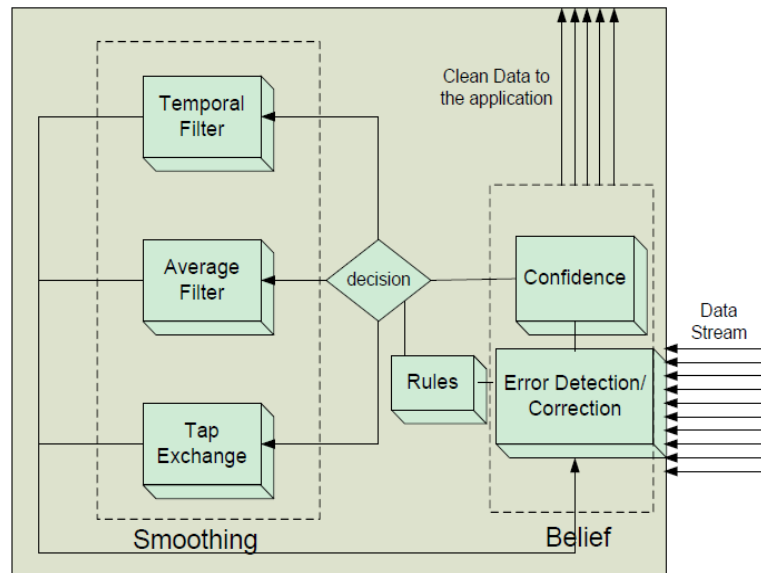 Clean Data to
the application
Temporal
Filter
Average
Filter
decision
Confidence
Data
Stream
Rules
Error Detection/
Correction
Tap
Exchange
Smoothing
Belief